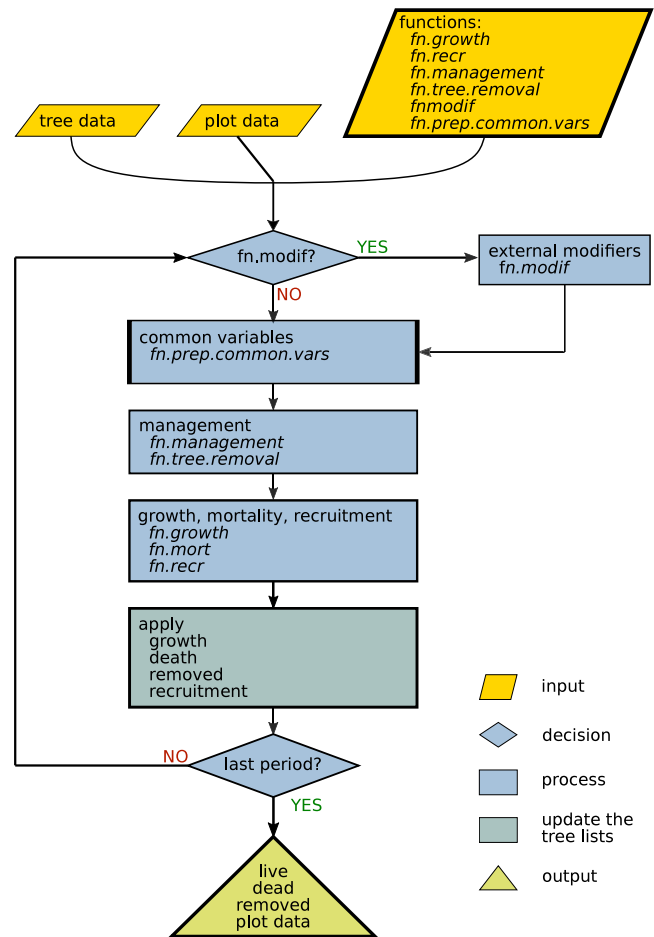 functions:
fn.growth
fn.recr
fn.management
fn.tree.removal
fnmodif
fn.prep.common.vars
tree data
plot data
fn.modif?
YES
external modifiers
fn.modif
NO
common variables
fn.prep.common.vars
management
fn.management
fn.tree.removal
growth, mortality, recruitment
fn.growth
fn.mort
fn.recr
apply
growth
death
removed
recruitment
NO
last period?
YES
live
dead
removed
plot data
input
decision
process
update the
tree lists
output